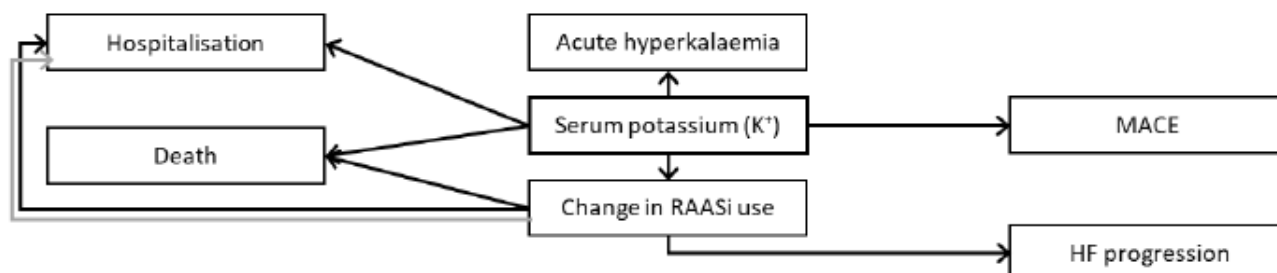 Hospitalisation
Acute hyperkalaemia
Serum potassium (K⁺)
MACE
Death
Change in RAASi use
HF progression